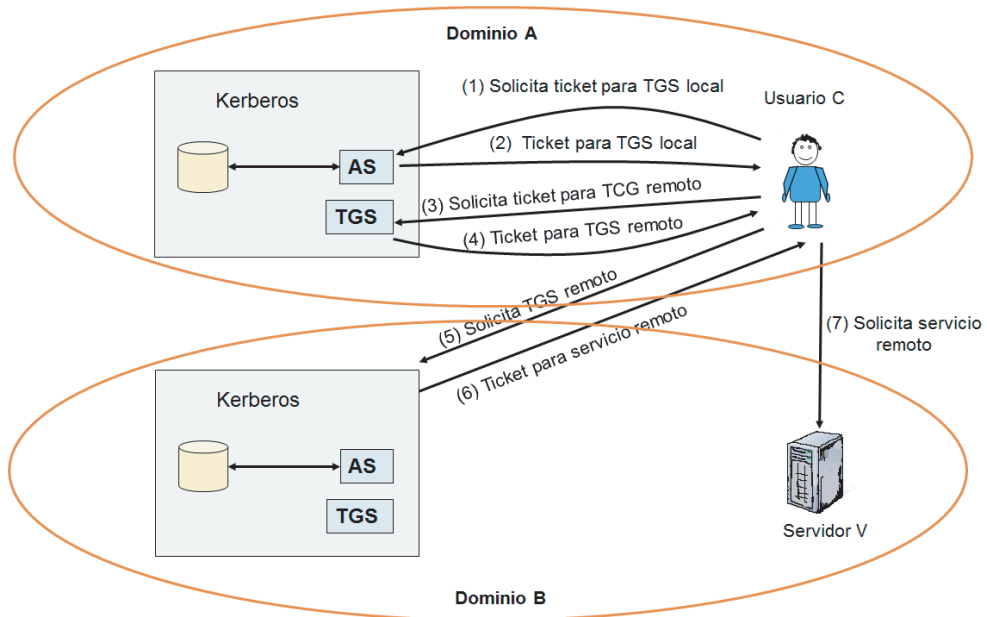 Dominio A
Kerberos
AS
TGS
(1) Solicita ticket para TGS local
(2) Ticket para TGS local
(3) Solicita ticket para TCG remoto
(4) Ticket para TGS remoto
Usuario C
(5) Solicita TGS remoto
(6) Ticket para servicio remoto
(7) Solicita servicio
remoto
Kerberos
AS
TGS
Servidor V
Dominio B